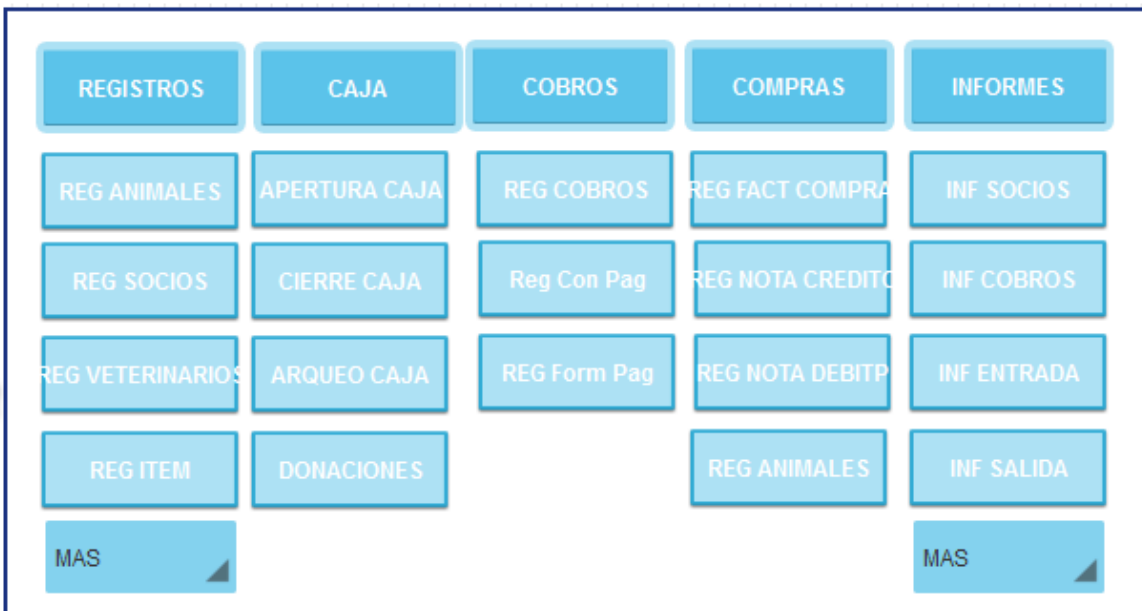 REGISTROS CAJA COBROS COMPRAS INFORMES
REG ANIMALES APERTURA CAJA REG COBROS REG FACT COMPRA INF SOCIOS
REG SOCIOS CIERRE CAJA Reg Con Pag REG NOTA CREDITO INF COBROS
REG VETERINARIOS ARQUEO CAJA REG Form Pag REG NOTA DEBITP INF ENTRADA
REG ITEM DONACIONES REG ANIMALES INF SALIDA
MAS MAS